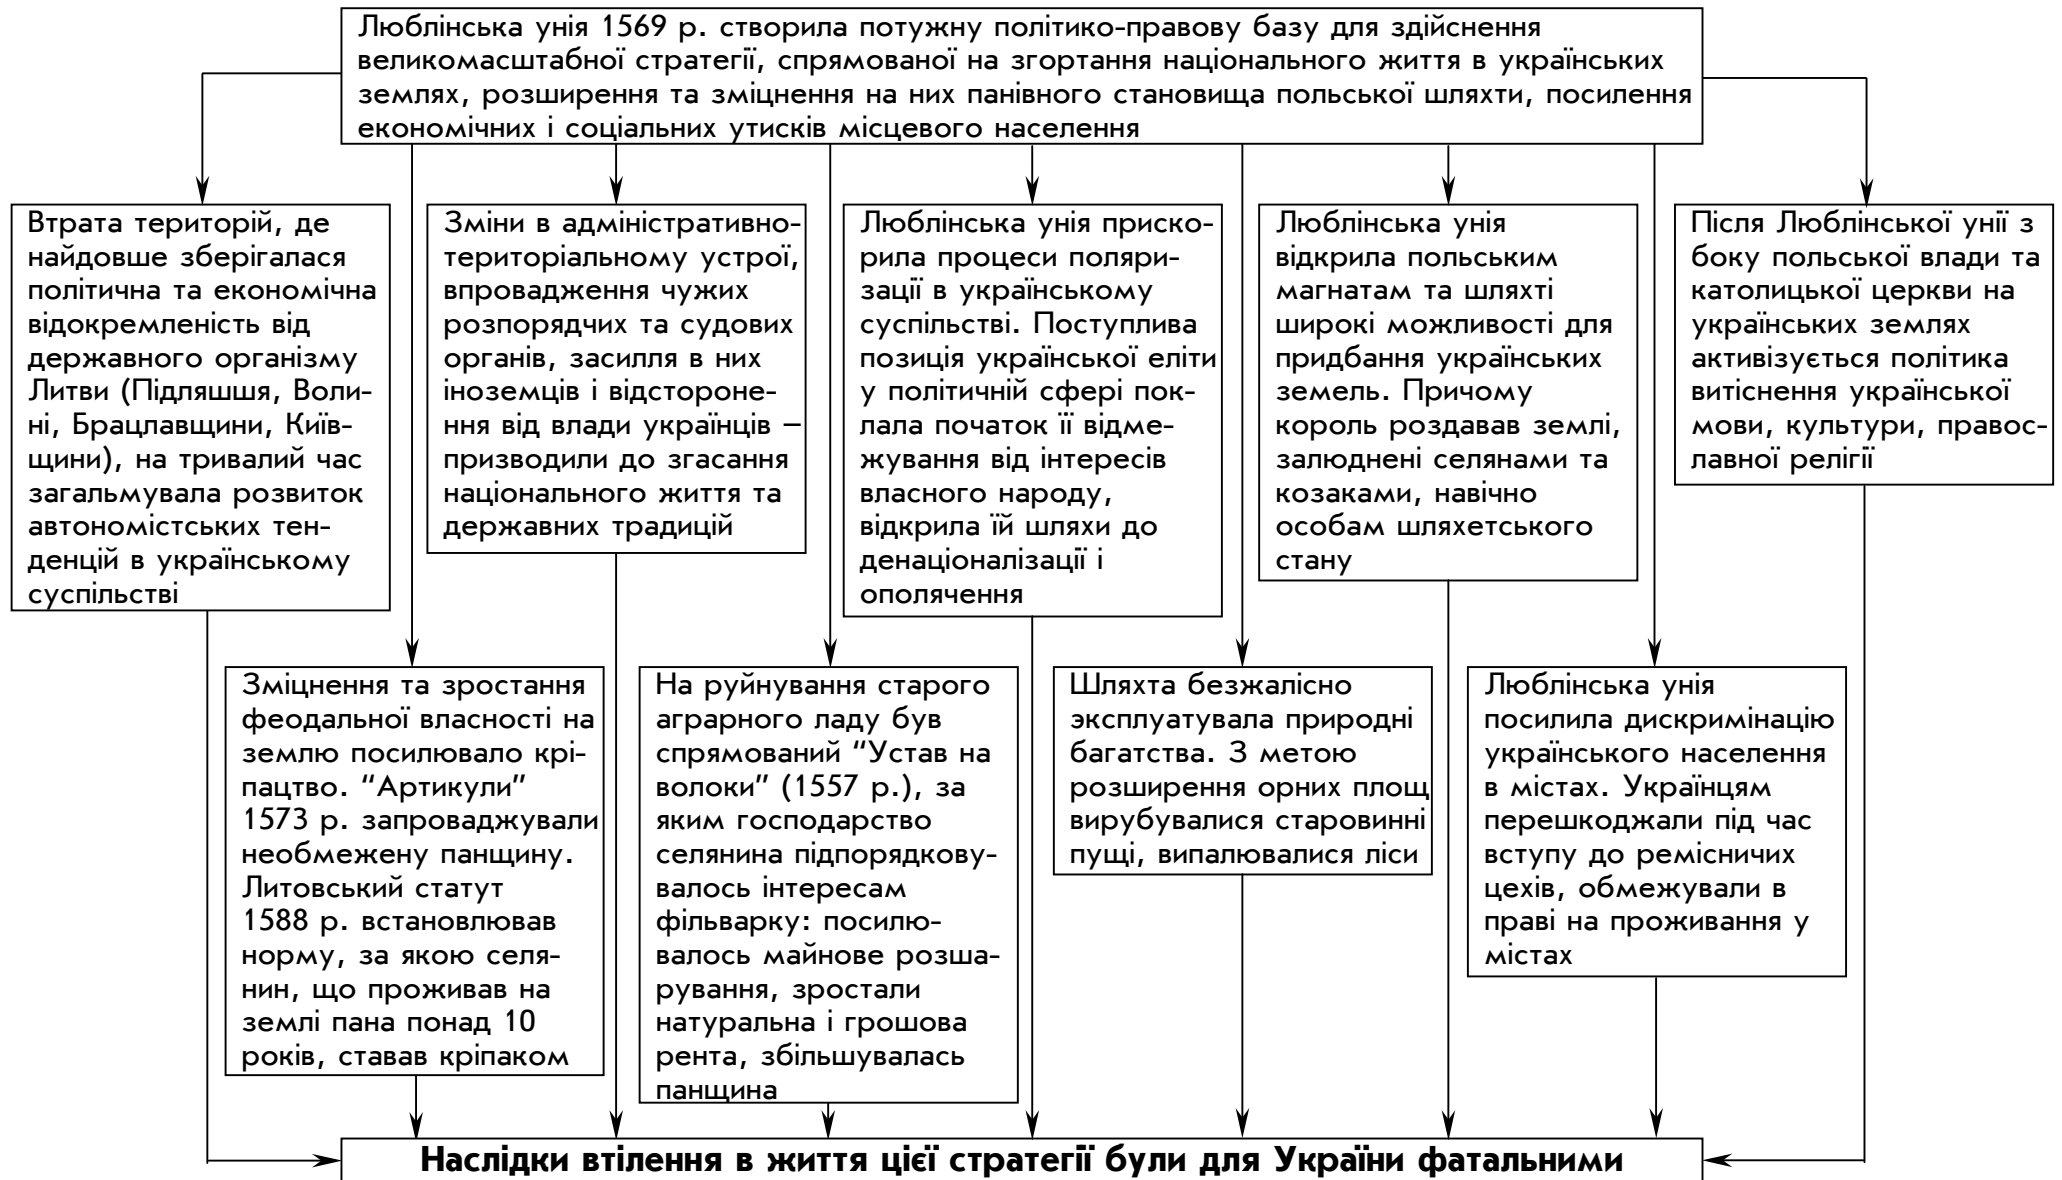 Люблінська унія 1569 р. створила потужну політико-правову базу для здійснення
великомасштабної стратегії, спрямованої на згортання національного життя в українських
землях, розширення та зміцнення на них панівного становища польської шляхти, посилення
економічних і соціальних утисків місцевого населення
Втрата територій, де
найдовше зберігалася
політична та економічна
відокремленість від
державного організму
Литви (Підляшшя, Воли-
ні, Брацлавщини, Київ-
щини), на тривалий час
загальмувала розвиток
автономістських тен-
денцій в українському
суспільстві
Зміни в адміністративно-
територіальному устрої,
впровадження чужих
розпорядчих та судових
органів, засилля в них
іноземців і відстороне-
ння від влади українців –
призводили до згасання
національного життя та
державних традицій
Люблінська унія приско-
рила процеси поляри-
зації в українському
суспільстві. Поступлива
позиція української еліти
у політичній сфері пок-
лала початок її відме-
жування від інтересів
власного народу,
відкрила їй шляхи до
денаціоналізації і
ополячення
Люблінська унія
відкрила польським
магнатам та шляхті
широкі можливості для
придбання українських
земель. Причому
король роздавав землі,
залюднені селянами та
козаками, навічно
особам шляхетського
стану
Після Люблінської унії з
боку польської влади та
католицької церкви на
українських землях
активізується політика
витіснення української
мови, культури, правос-
лавної релігії
Зміцнення та зростання
феодальної власності на
землю посилювало крі-
пацтво. “Артикули”
1573 р. запроваджували
необмежену панщину.
Литовський статут
1588 р. встановлював
норму, за якою селя-
нин, що проживав на
землі пана понад 10
років, ставав кріпаком
На руйнування старого
аграрного ладу був
спрямований “Устав на
волоки” (1557 р.), за
яким господарство
селянина підпорядкову-
валось інтересам
фільварку: посилю-
валось майнове розша-
рування, зростали
натуральна і грошова
рента, збільшувалась
панщина
Шляхта безжалісно
эксплуатувала природні
багатства. З метою
розширення орних площ
вирубувалися старовинні
пущі, випалювалися ліси
Люблінська унія
посилила дискримінацію
українського населення
в містах. Українцям
перешкоджали під час
вступу до ремісничих
цехів, обмежували в
праві на проживання у
містах
Наслідки втілення в життя цієї стратегії були для України фатальними